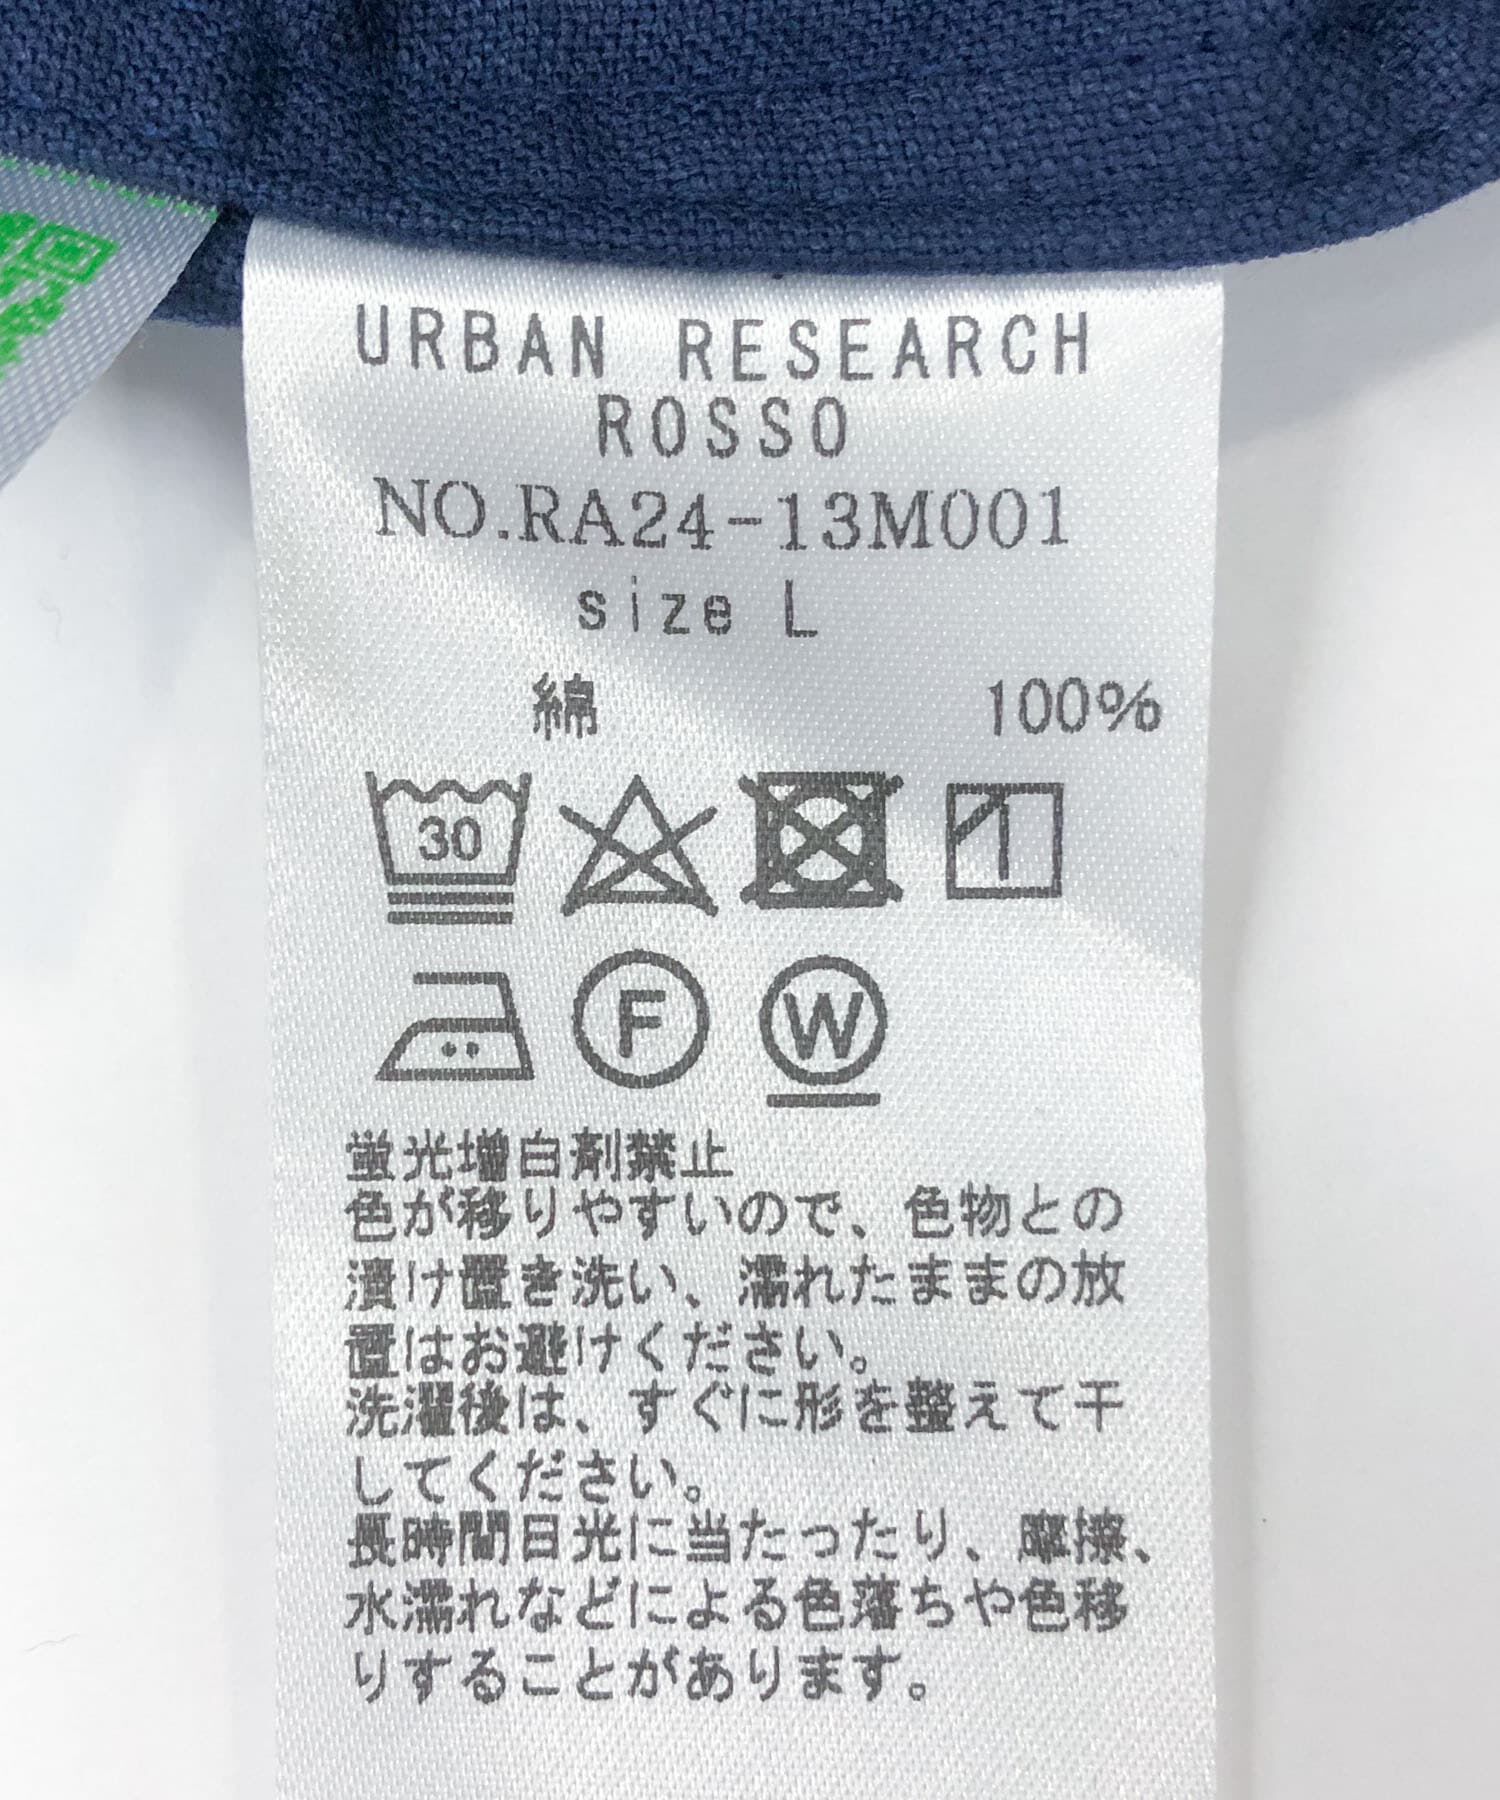 URBAN RESEARCH
ROSSO
NO.RA24-13M001
size L
綿 100%
30
F W
蛍光増白剤禁止
色が移りやすいので、色物との
漬け置き洗い、濡れたままの放
置はお避けください。
洗濯後は、すぐに形を整えて干
してください。
長時間日光に当たったり、摩擦、
水濡れなどによる色落ちや色移
りすることがあります。